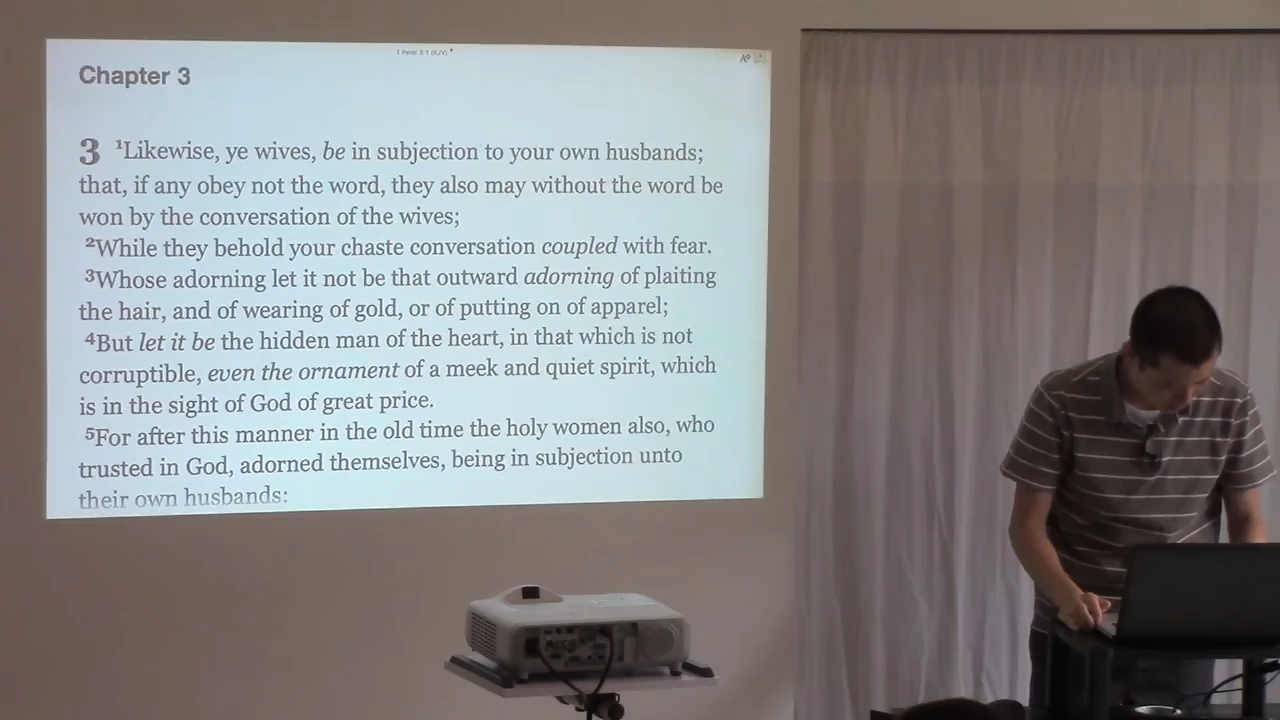 1 Peter 3:1 (KJV)
Chapter 3
3 ¹Likewise, ye wives, be in subjection to your own husbands;
that, if any obey not the word, they also may without the word be
won by the conversation of the wives;
²While they behold your chaste conversation coupled with fear.
³Whose adorning let it not be that outward adorning of plaiting
the hair, and of wearing of gold, or of putting on of apparel;
⁴But let it be the hidden man of the heart, in that which is not
corruptible, even the ornament of a meek and quiet spirit, which
is in the sight of God of great price.
⁵For after this manner in the old time the holy women also, who
trusted in God, adorned themselves, being in subjection unto
their own husbands: